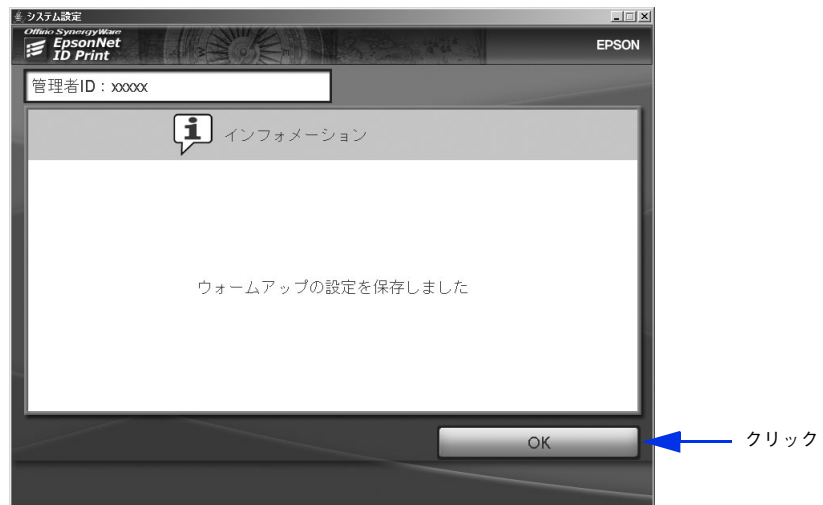 システム設定
Offirio SynergyWare
EpsonNet
ID Print
EPSON
管理者ID：xxxxx
インフォメーション
ウォームアップの設定を保存しました
OK
クリック